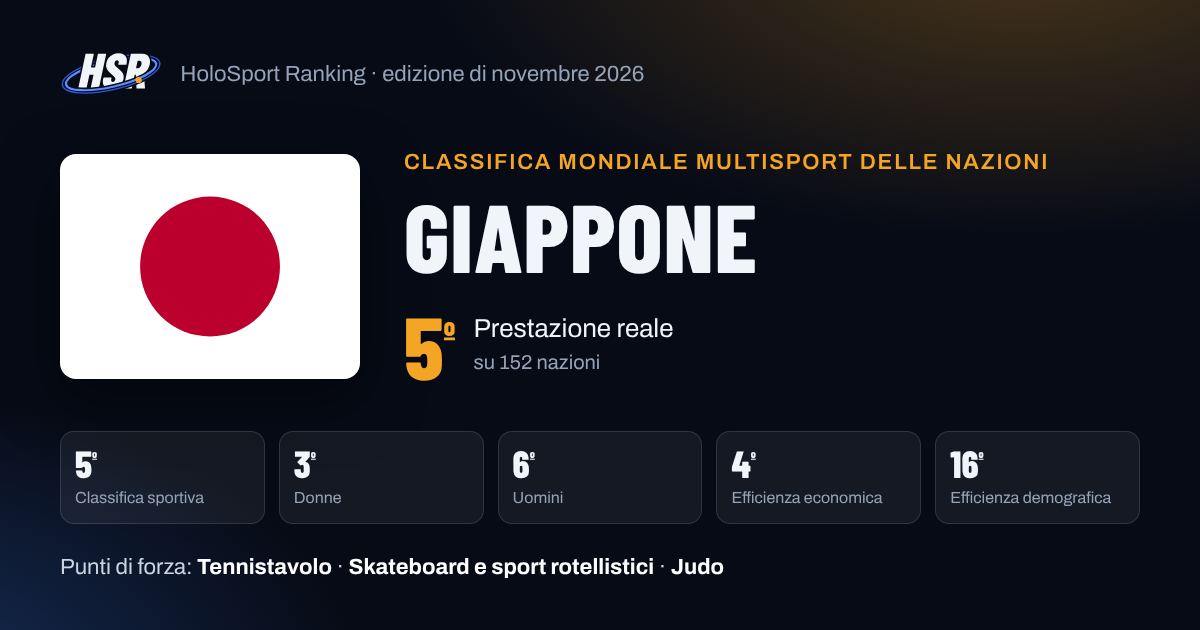 HSR
HoloSport Ranking · edizione di novembre 2026
CLASSIFICA MONDIALE MULTISPORT DELLE NAZIONI
GIAPPONE
5º
Prestazione reale
su 152 nazioni
5º
Classifica sportiva
3º
Donne
6º
Uomini
4º
Efficienza economica
16º
Efficienza demografica
Punti di forza: Tennistavolo · Skateboard e sport rotellistici · Judo